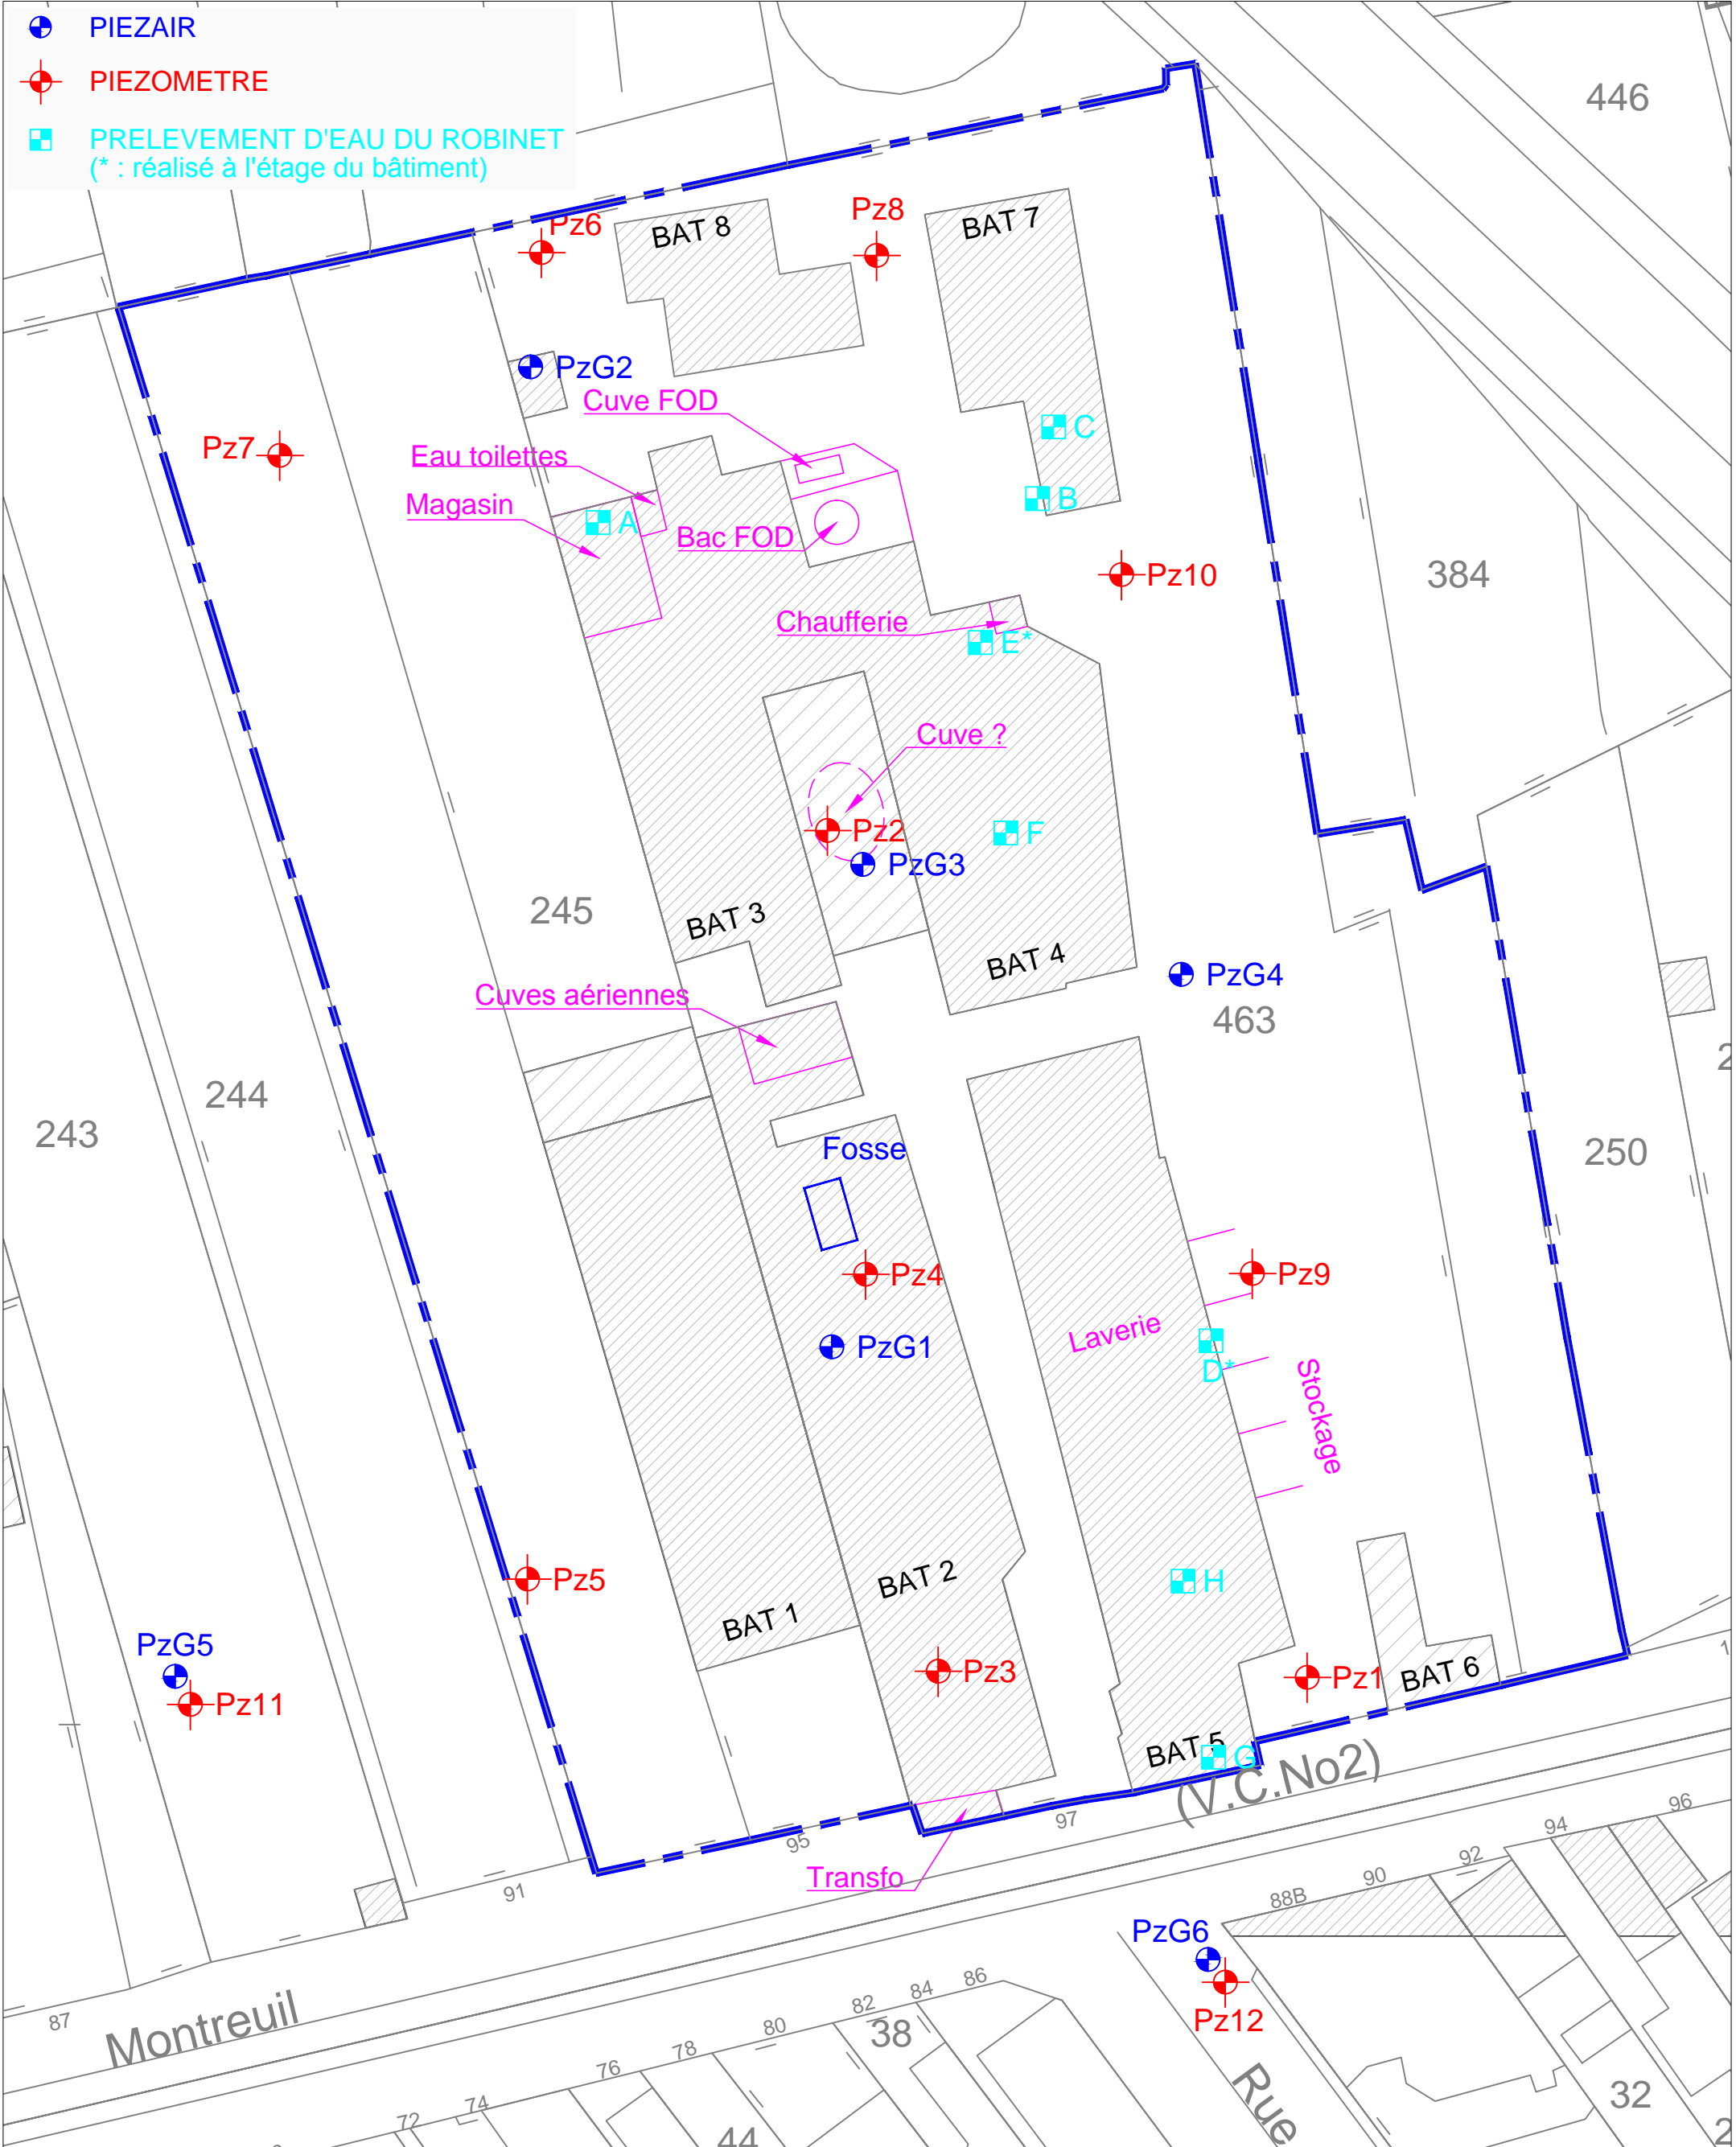 PIEZAIR
PIEZOMETRE
PRELEVEMENT D'EAU DU ROBINET
(* : réalisé à l'étage du bâtiment)
446
Pz6
BAT 8
Pz8
BAT 7
PzG2
Cuve FOD
Pz7
Eau toilettes
C
Magasin
A
B
Bac FOD
Pz10
384
Chaufferie
E*
Cuve ?
Pz2
F
PzG3
245
BAT 3
BAT 4
PzG4
Cuves aériennes
463
244
243
250
Fosse
Pz4
Pz9
PzG1
Laverie
D*
Stockage
Pz5
BAT 2
H
BAT 1
PzG5
Pz11
Pz3
Pz1
BAT 6
BAT 5
G
(V.C.No2)
97
95
96
94
92
90
88B
91
Transfo
PzG6
Pz12
87
Montreuil
86
84
82
80
78
76
74
72
38
44
Rue
32